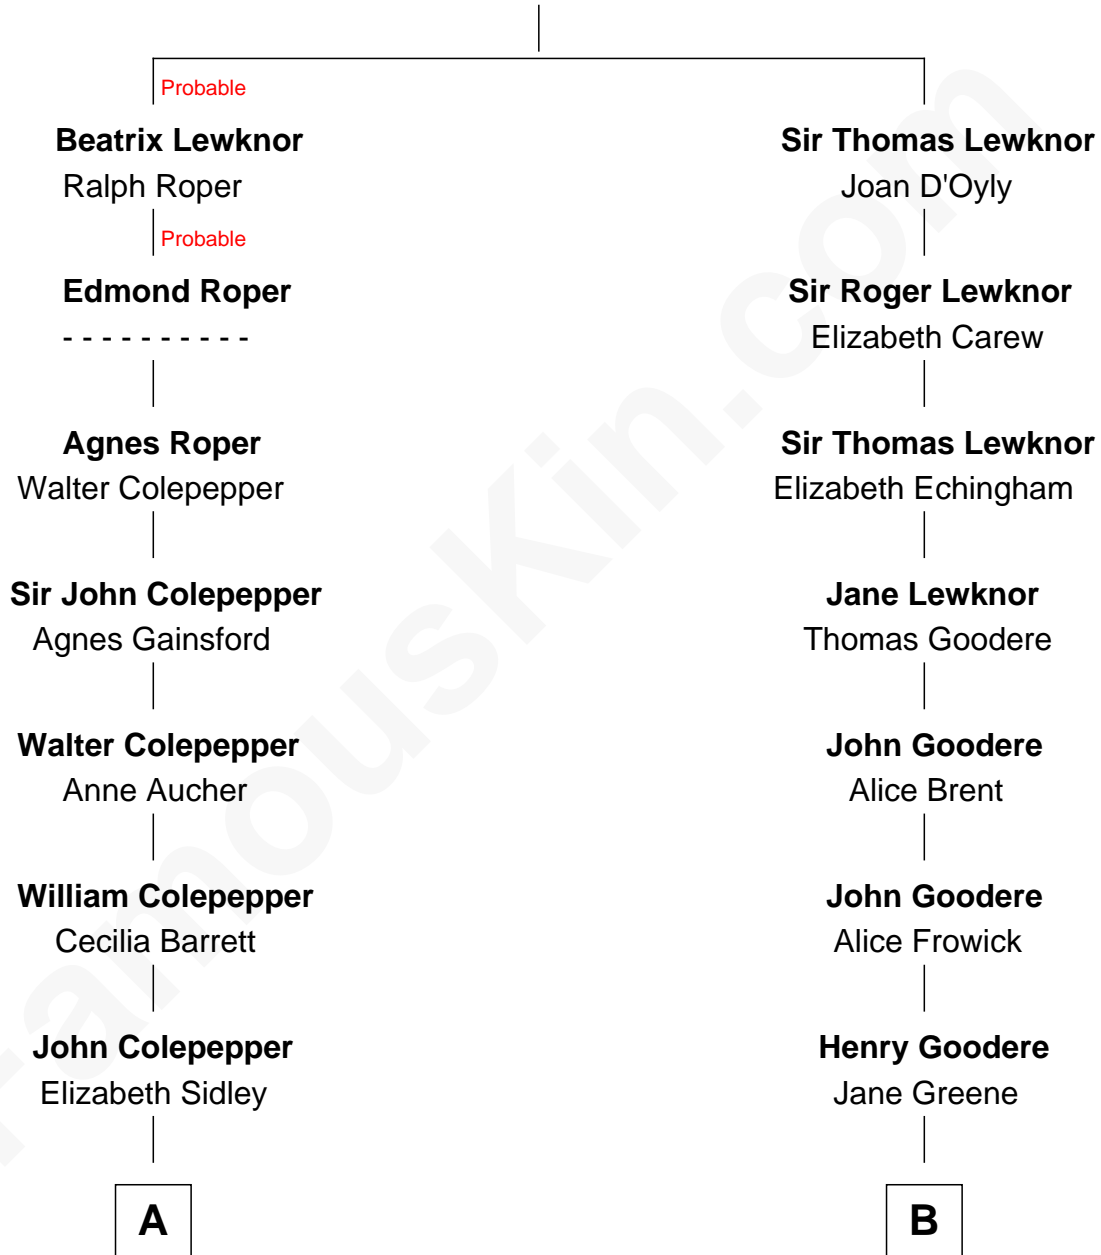 Probable
Beatrix Lewknor
Ralph Roper
Probable
Edmond Roper
- - - - - - - - - -
Agnes Roper
Walter Colepepper
Sir John Colepepper
Agnes Gainsford
Walter Colepepper
Anne Aucher
William Colepepper
Cecilia Barrett
John Colepepper
Elizabeth Sidley
A
Sir Thomas Lewknor
Joan D'Oyly
Sir Roger Lewknor
Elizabeth Carew
Sir Thomas Lewknor
Elizabeth Echingham
Jane Lewknor
Thomas Goodere
John Goodere
Alice Brent
John Goodere
Alice Frowick
Henry Goodere
Jane Greene
B
FamousKin.com